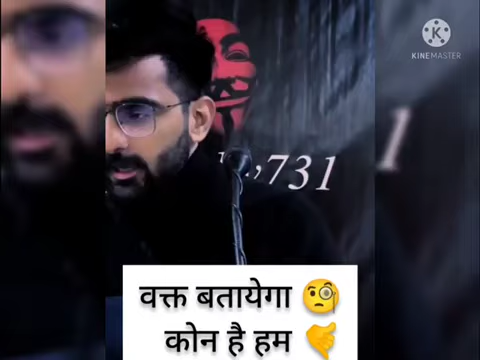 KINEMASTER
,731
वक्त बतायेगा 🧐
कोन है हम 🤙